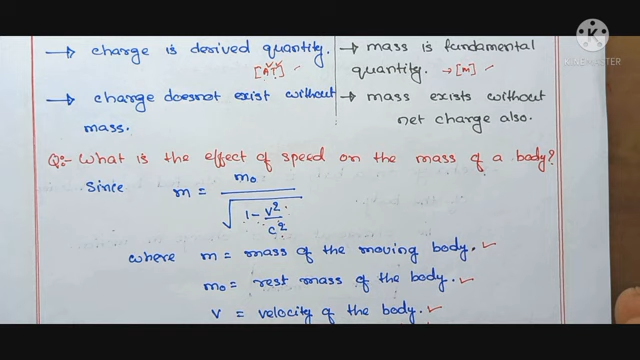 → charge is derived quantity.
[AT]
→ charge doesnot exist without
mass.
→ mass is fundamental
quantity. → [M]
→ mass exists without
net charge also.
Q:- What is the effect of speed on the mass of a body?
Since m = m₀ / √(1 - v²/c²)
where m = mass of the moving body.
m₀ = rest mass of the body.
v = velocity of the body.
KINEMASTER